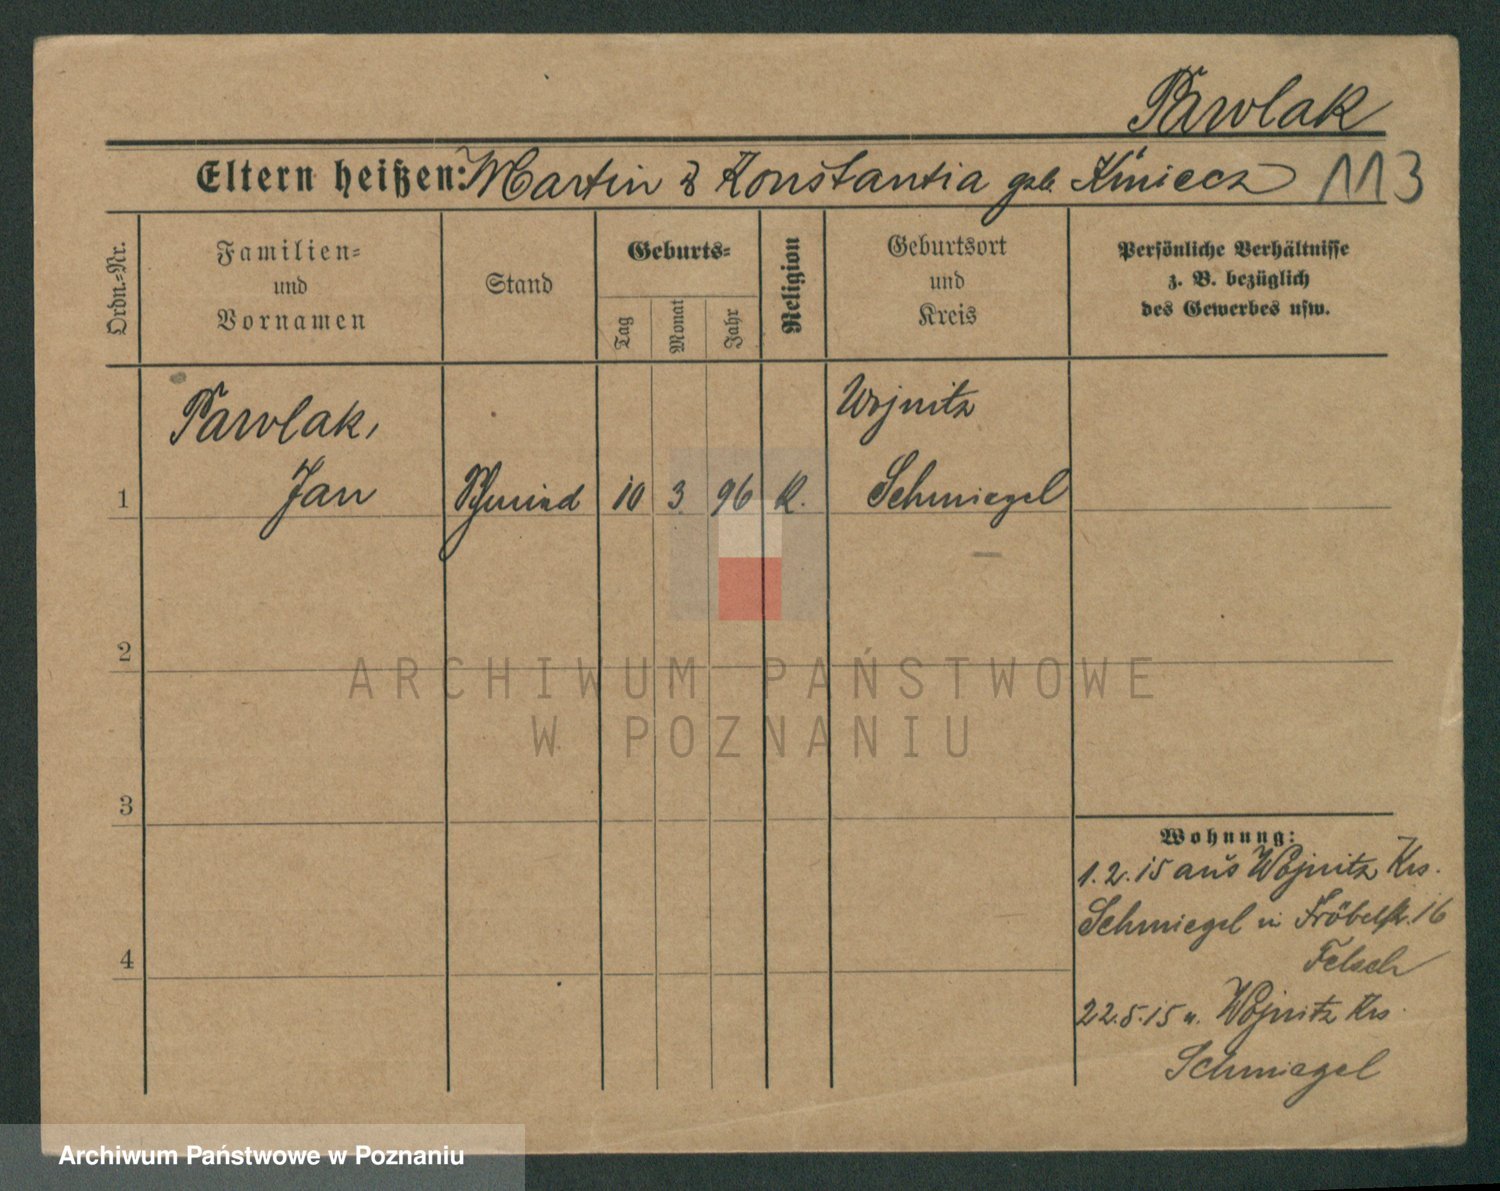 Pawlak
Eltern heißen: Martin & Konstantia geb. Kmiecz 113
Ordn.=Nr.
Familien=
und
Vornamen
Stand
Geburts=
Tag
Monat
Jahr
Religion
Geburtsort
und
Kreis
Persönliche Verhältnisse
z. B. bezüglich
des Gewerbes usw.
Pawlak,
Wojnitz
1 Jan Schmied 10 3. 96 K. Schmiegel
2
3
4
Wohnung:
1.2.15 aus Wojnitz Krs.
Schmiegel in Fröbelstr. 16
Felsch
22.5.15 n. Wojnitz Krs.
Schmiegel
ARCHIWUM PAŃSTWOWE
W POZNANIU
Archiwum Państwowe w Poznaniu